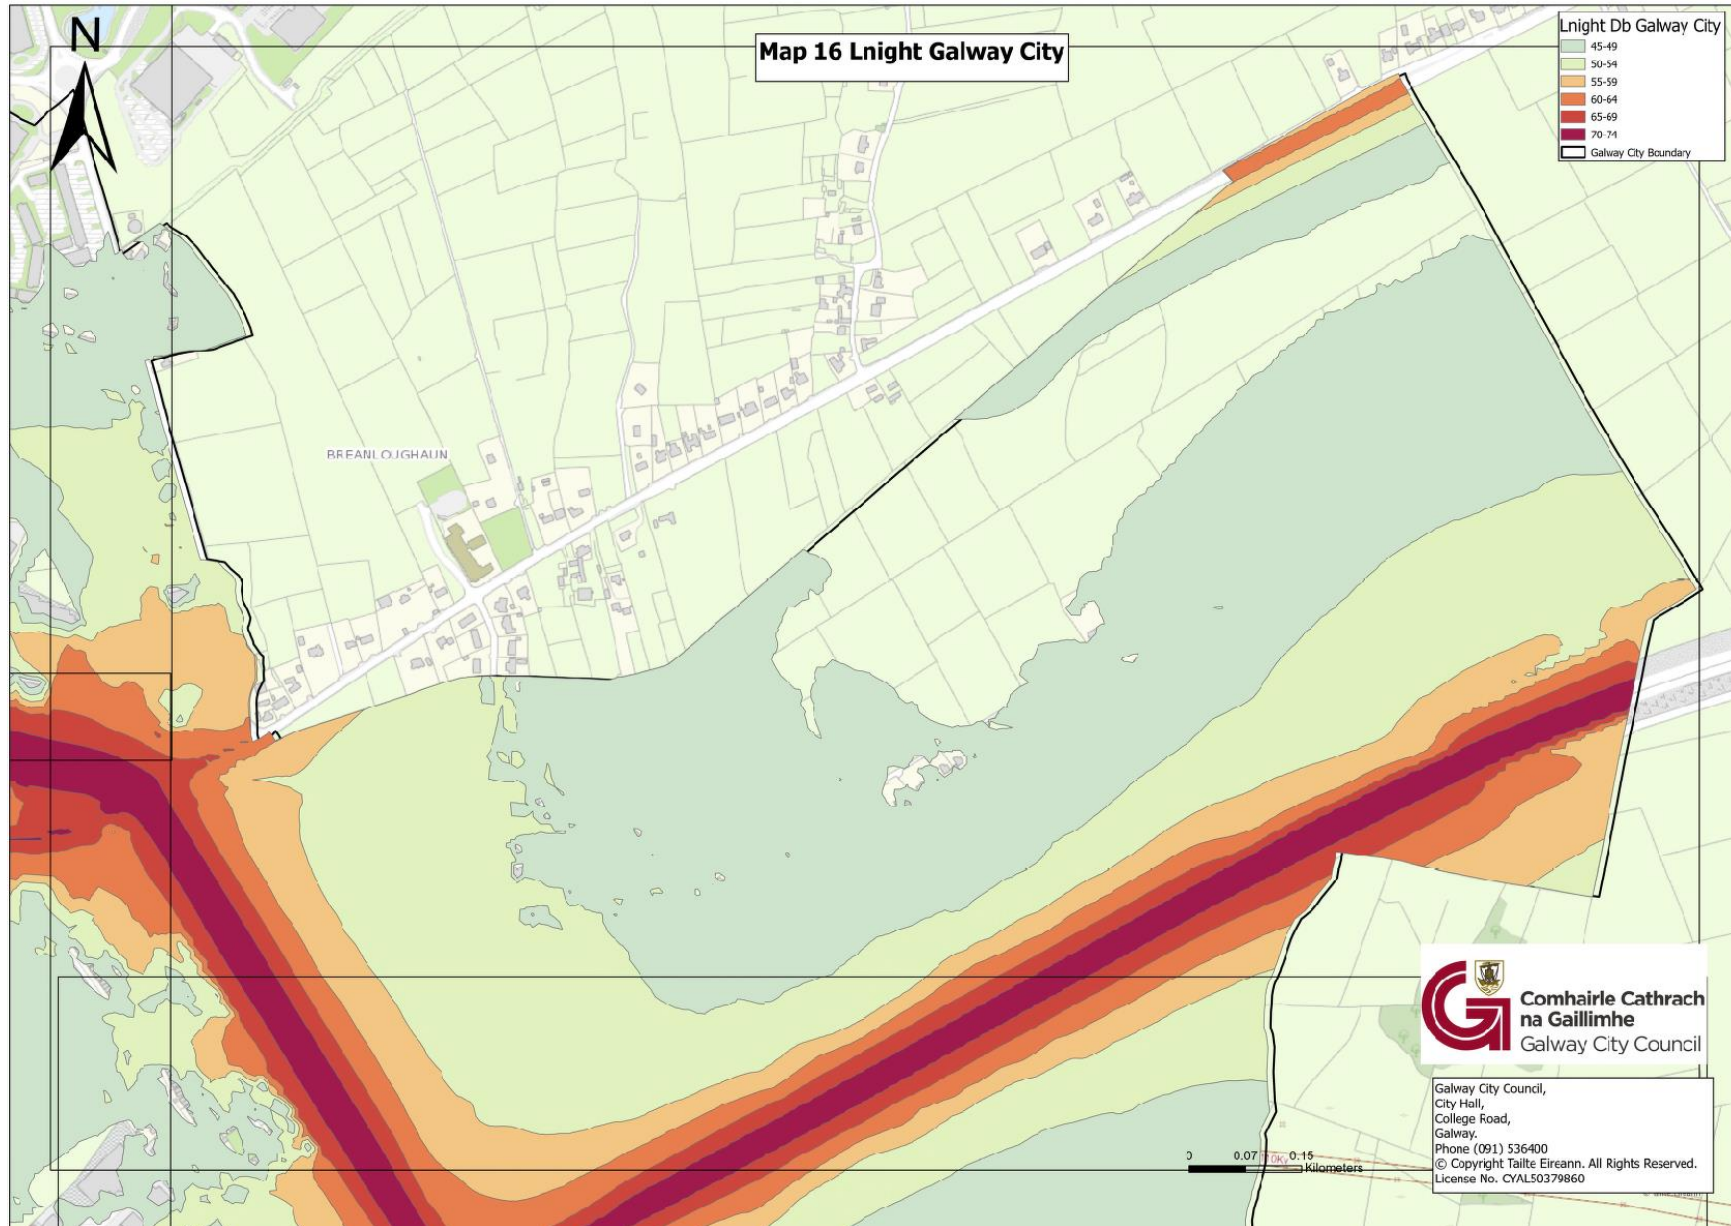 N
Map 16 Lnight Galway City
Lnight Db Galway City
45-49
50-54
55-59
60-64
65-69
70-74
Galway City Boundary
BREANLOUGHAUN
Comhairle Cathrach
na Gaillimhe
Galway City Council
Galway City Council,
City Hall,
College Road,
Galway.
Phone (091) 536400
© Copyright Tailte Eireann. All Rights Reserved.
License No. CYAL50379860
0 0.07 0.15
Kilometers